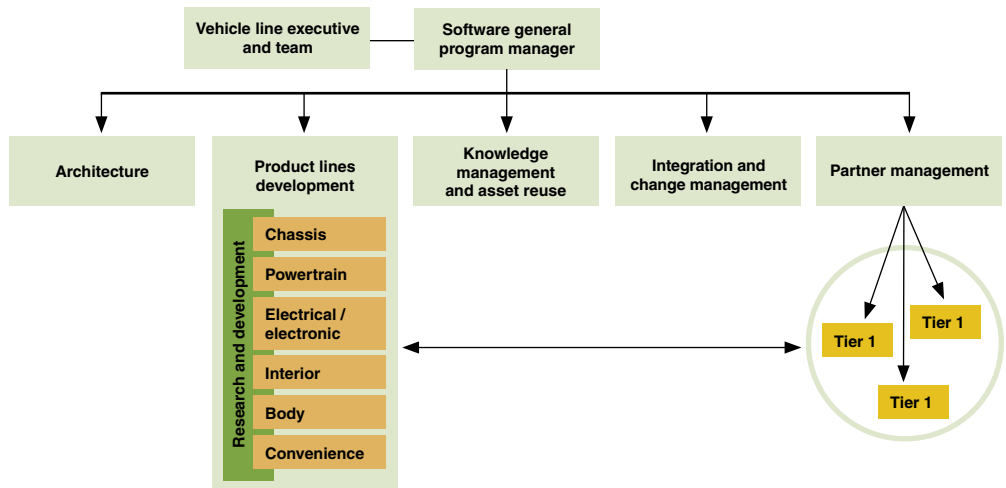 Vehicle line executive
and team
Software general
program manager
Architecture
Product lines
development
Knowledge
management
and asset reuse
Integration and
change management
Partner management
Research and development
Chassis
Powertrain
Electrical /
electronic
Interior
Body
Convenience
Tier 1
Tier 1
Tier 1